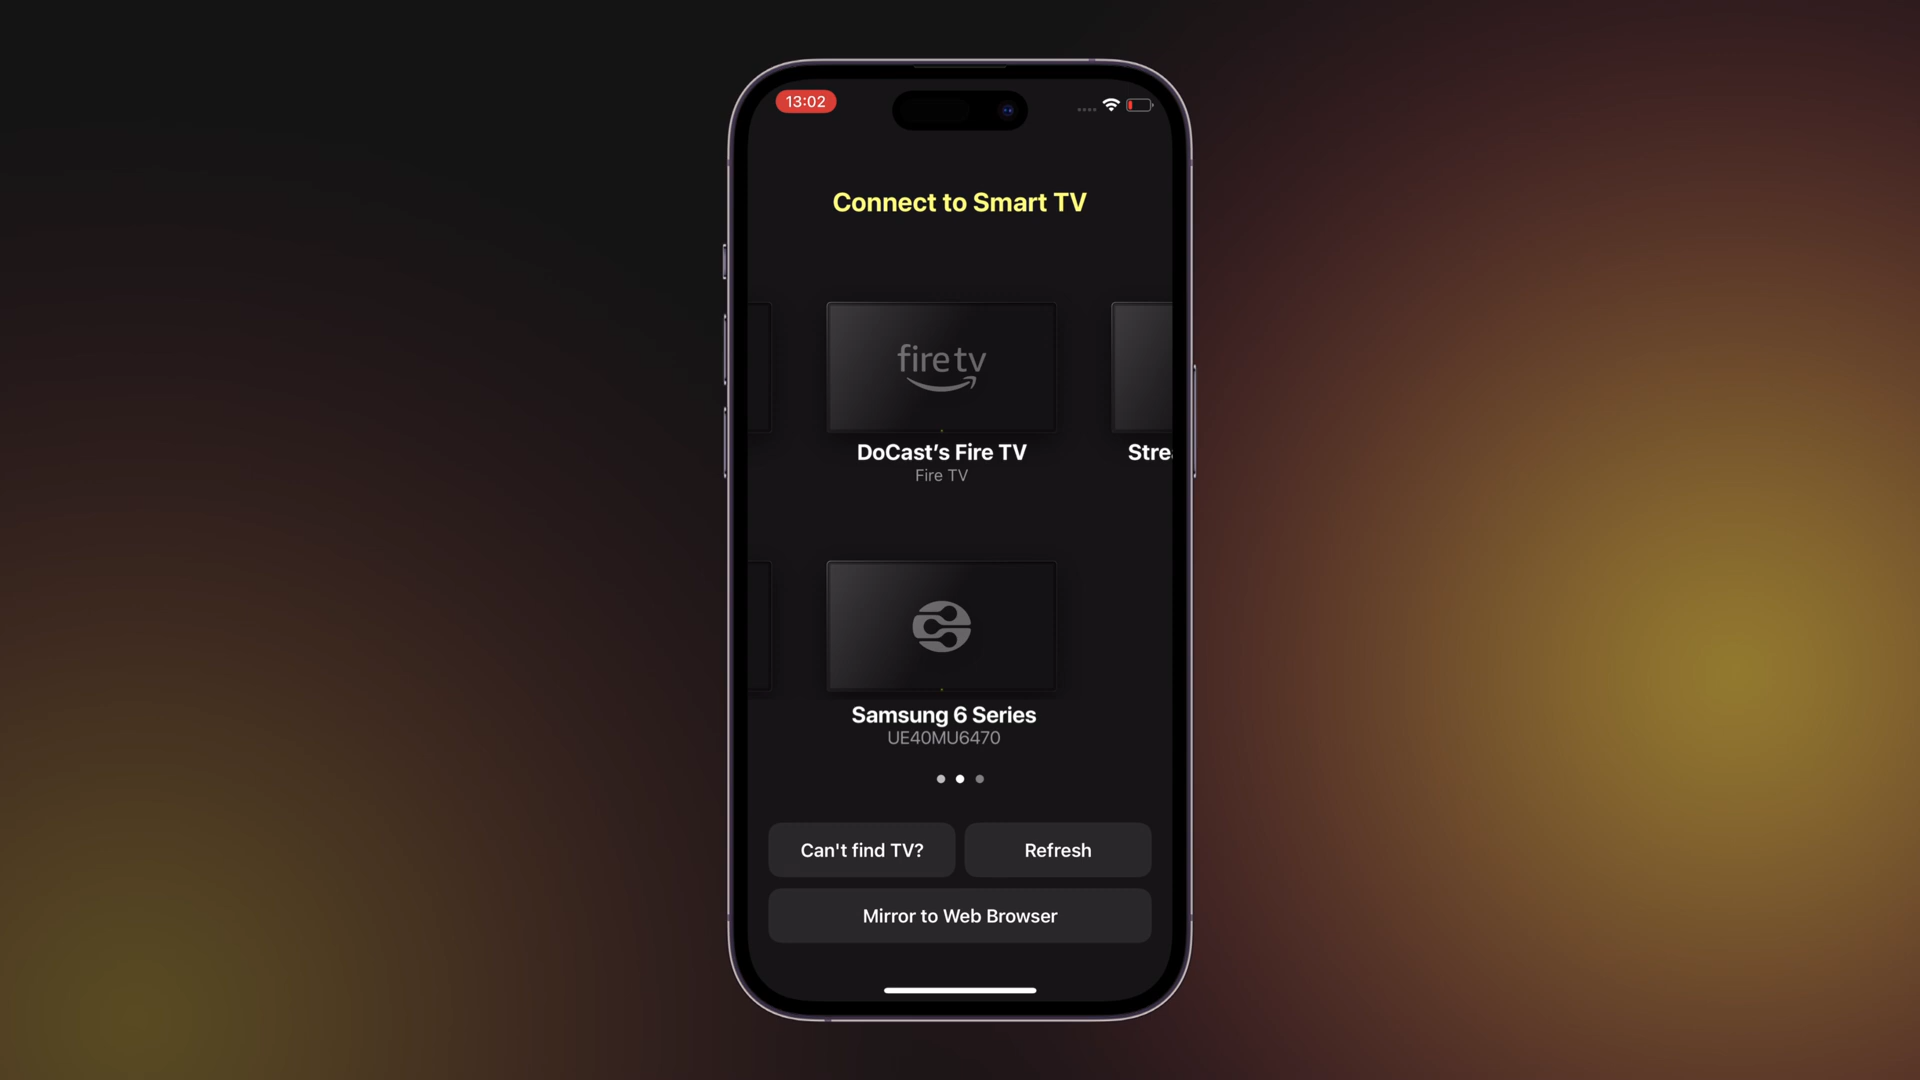 13:02
Connect to Smart TV
fire tv
DoCast’s Fire TV
Fire TV
Stre
Samsung 6 Series
UE40MU6470
Can't find TV?
Refresh
Mirror to Web Browser